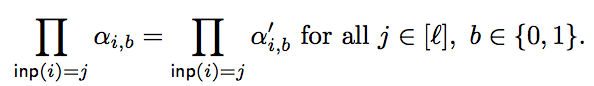 ∏_{inp(i)=j} α_{i,b} = ∏_{inp(i)=j} α′_{i,b} for all j ∈ [ℓ], b ∈ {0, 1}.